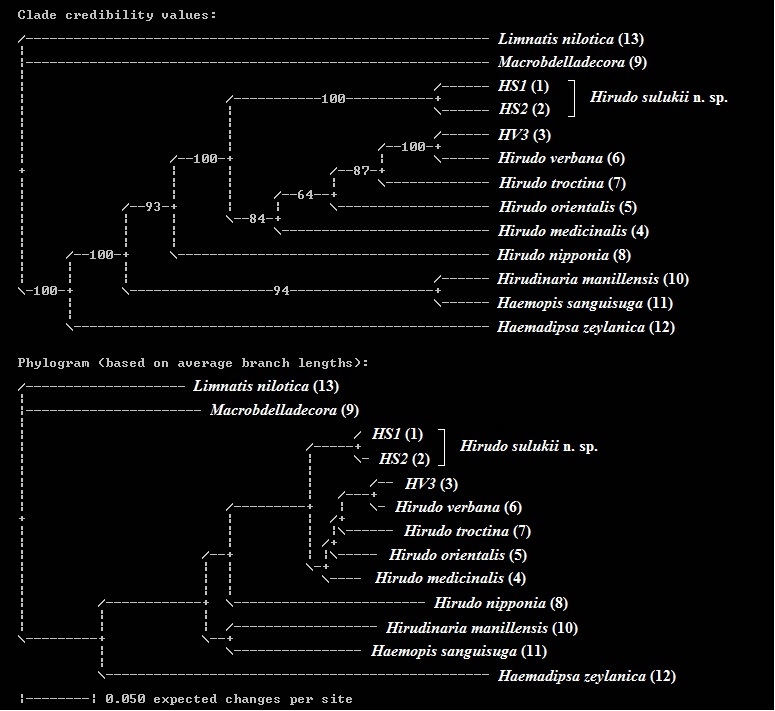 Clade credibility values:
Limnatis nilotica (13)
Macrobdelladecora (9)
HS1 (1)
100
Hirudo sulukii n. sp.
HS2 (2)
HV3 (3)
100
100
Hirudo verbana (6)
87
Hirudo troctina (7)
64
93
Hirudo orientalis (5)
84
Hirudo medicinalis (4)
100
Hirudo nipponia (8)
Hirudinaria manillensis (10)
100
94
Haemopis sanguisuga (11)
Haemadipsa zeylanica (12)
Phylogram (based on average branch lengths):
Limnatis nilotica (13)
Macrobdelladecora (9)
HS1 (1)
Hirudo sulukii n. sp.
HS2 (2)
HV3 (3)
Hirudo verbana (6)
Hirudo troctina (7)
Hirudo orientalis (5)
Hirudo medicinalis (4)
Hirudo nipponia (8)
Hirudinaria manillensis (10)
Haemopis sanguisuga (11)
Haemadipsa zeylanica (12)
|--------| 0.050 expected changes per site